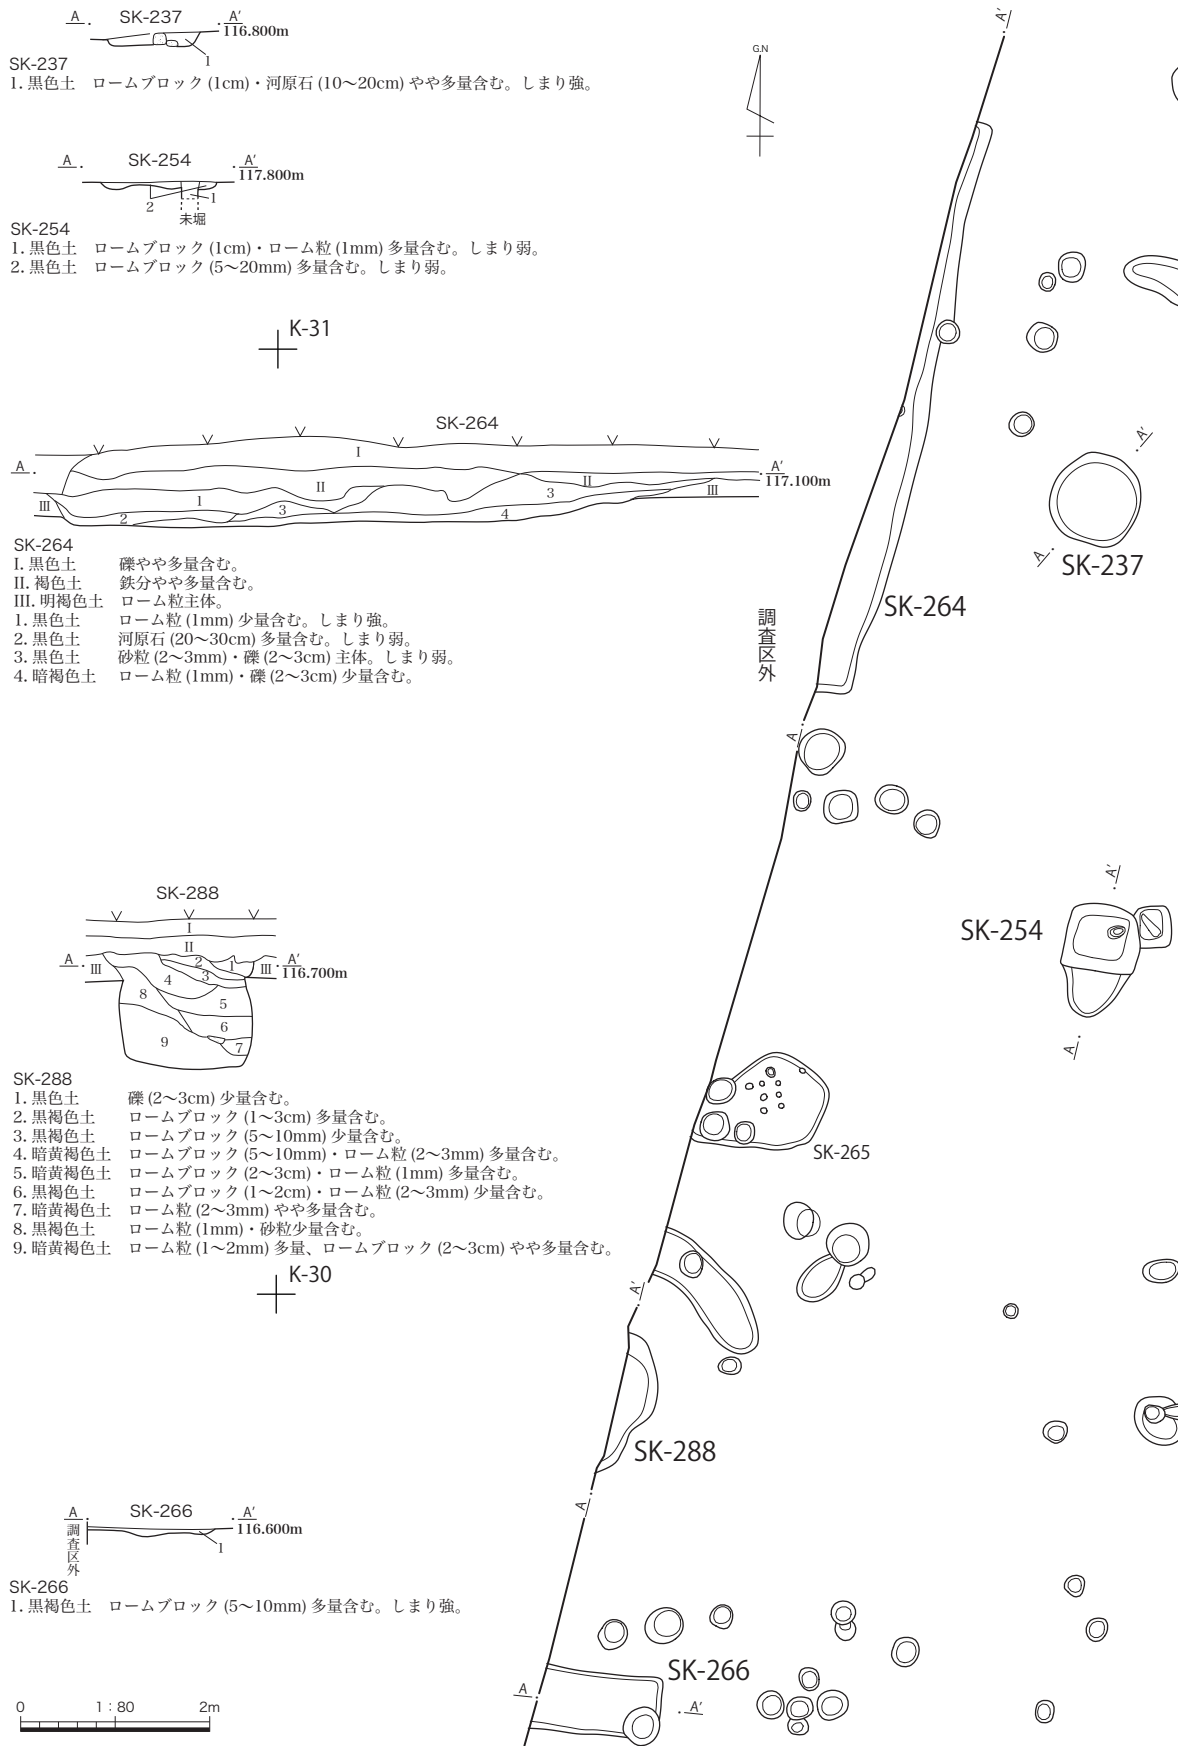 A SK-237 A'
116.800m
1
SK-237
1. 黒色土 ロームブロック (1cm)・河原石 (10〜20cm) やや多量含む。しまり強。
A SK-254 A'
117.800m
2 1
未堀
SK-254
1. 黒色土 ロームブロック (1cm)・ローム粒 (1mm) 多量含む。しまり弱。
2. 黒色土 ロームブロック (5〜20mm) 多量含む。しまり弱。
K-31
SK-264
A I A'
117.100m
II II
III 1 3 3 III
2 4
SK-264
I. 黒色土 礫やや多量含む。
II. 褐色土 鉄分やや多量含む。
III. 明褐色土 ローム粒主体。
1. 黒色土 ローム粒 (1mm) 少量含む。しまり強。
2. 黒色土 河原石 (20〜30cm) 多量含む。しまり弱。
3. 黒色土 砂粒 (2〜3mm)・礫 (2〜3cm) 主体。しまり弱。
4. 暗褐色土 ローム粒 (1mm)・礫 (2〜3cm) 少量含む。
SK-288
I
II
A III 2 1 III A'
116.700m
4 3
8 5
6
9 7
SK-288
1. 黒色土 礫 (2〜3cm) 少量含む。
2. 黒褐色土 ロームブロック (1〜3cm) 多量含む。
3. 黒褐色土 ロームブロック (5〜10mm) 少量含む。
4. 暗黄褐色土 ロームブロック (5〜10mm)・ローム粒 (2〜3mm) 多量含む。
5. 暗黄褐色土 ロームブロック (2〜3cm)・ローム粒 (1mm) 多量含む。
6. 黒褐色土 ロームブロック (1〜2cm)・ローム粒 (2〜3mm) 少量含む。
7. 暗黄褐色土 ローム粒 (2〜3mm) やや多量含む。
8. 黒褐色土 ローム粒 (1mm)・砂粒少量含む。
9. 暗黄褐色土 ローム粒 (1〜2mm) 多量、ロームブロック (2〜3cm) やや多量含む。
K-30
A SK-266 A'
116.600m
調査区外
1
SK-266
1. 黒褐色土 ロームブロック (5〜10mm) 多量含む。しまり強。
0 1：80 2m
A'
G.N
A'
A
SK-237
SK-264
調査区外
A
A'
SK-254
A
SK-265
A'
SK-288
A
SK-266
A
A'